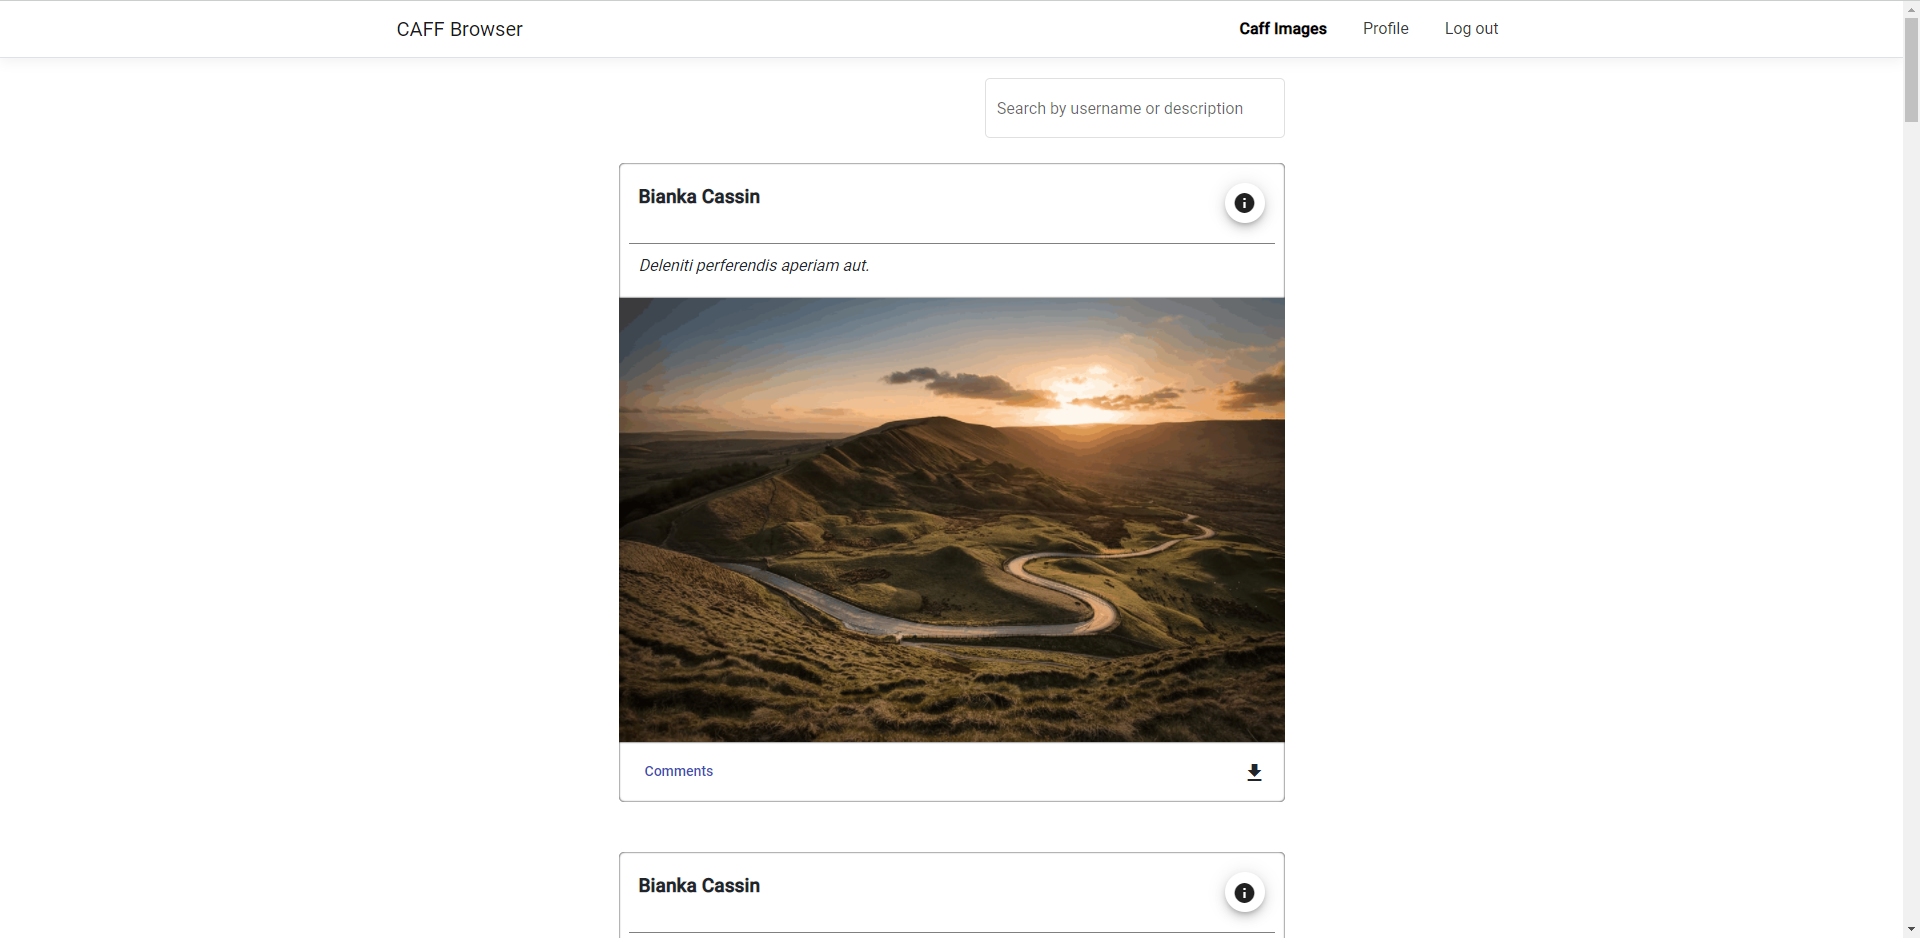 CAFF Browser
Caff Images
Profile
Log out
Search by username or description
Bianka Cassin
Deleniti perferendis aperiam aut.
Comments
Bianka Cassin